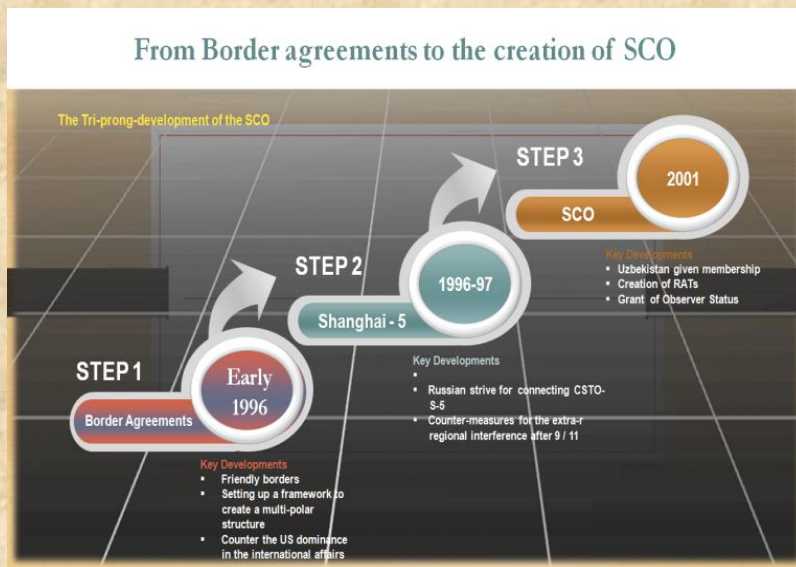 From Border agreements to the creation of SCO
The Tri-prong-development of the SCO
STEP 1
Border Agreements
Early
1996
Key Developments
▪ Friendly borders
▪ Setting up a framework to
create a multi-polar
structure
▪ Counter the US dominance
in the international affairs
STEP 2
Shanghai - 5
1996-97
Key Developments
▪
▪ Russian strive for connecting CSTO-
S-5
▪ Counter-measures for the extra-r
regional interference after 9 / 11
STEP 3
SCO
2001
Key Developments
▪ Uzbekistan given membership
▪ Creation of RATs
▪ Grant of Observer Status